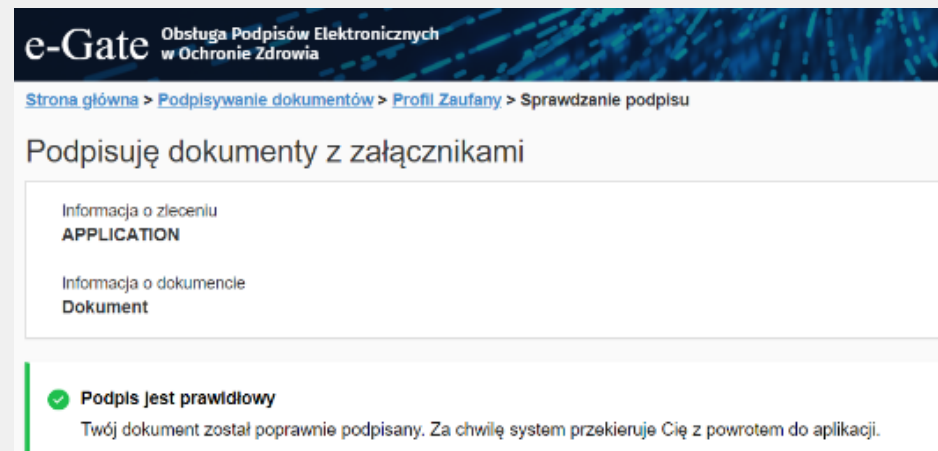 e-Gate Obsługa Podpisów Elektronicznych
w Ochronie Zdrowia
Strona główna > Podpisywanie dokumentów > Profil Zaufany > Sprawdzanie podpisu
Podpisuję dokumenty z załącznikami
Informacja o zleceniu
APPLICATION
Informacja o dokumencie
Dokument
Podpis jest prawidłowy
Twój dokument został poprawnie podpisany. Za chwilę system przekieruje Cię z powrotem do aplikacji.